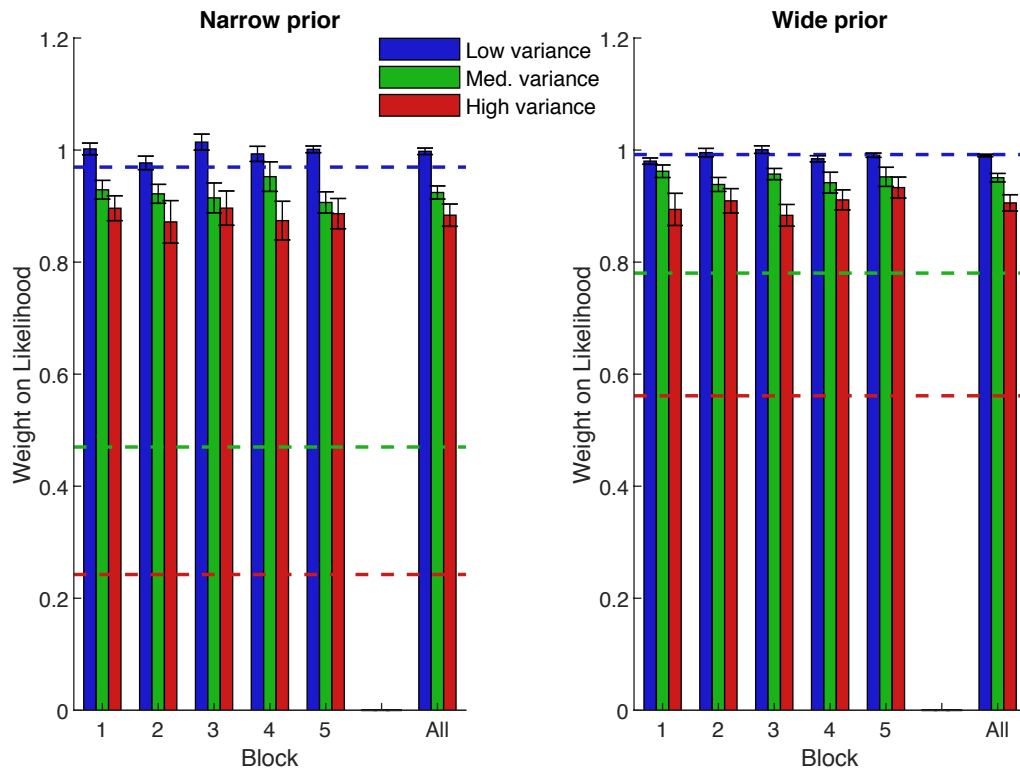 Narrow prior
Wide prior
Low variance
Med. variance
High variance
Weight on Likelihood
1.2
1
0.8
0.6
0.4
0.2
0
1 2 3 4 5 All
Block
Weight on Likelihood
1.2
1
0.8
0.6
0.4
0.2
0
1 2 3 4 5 All
Block